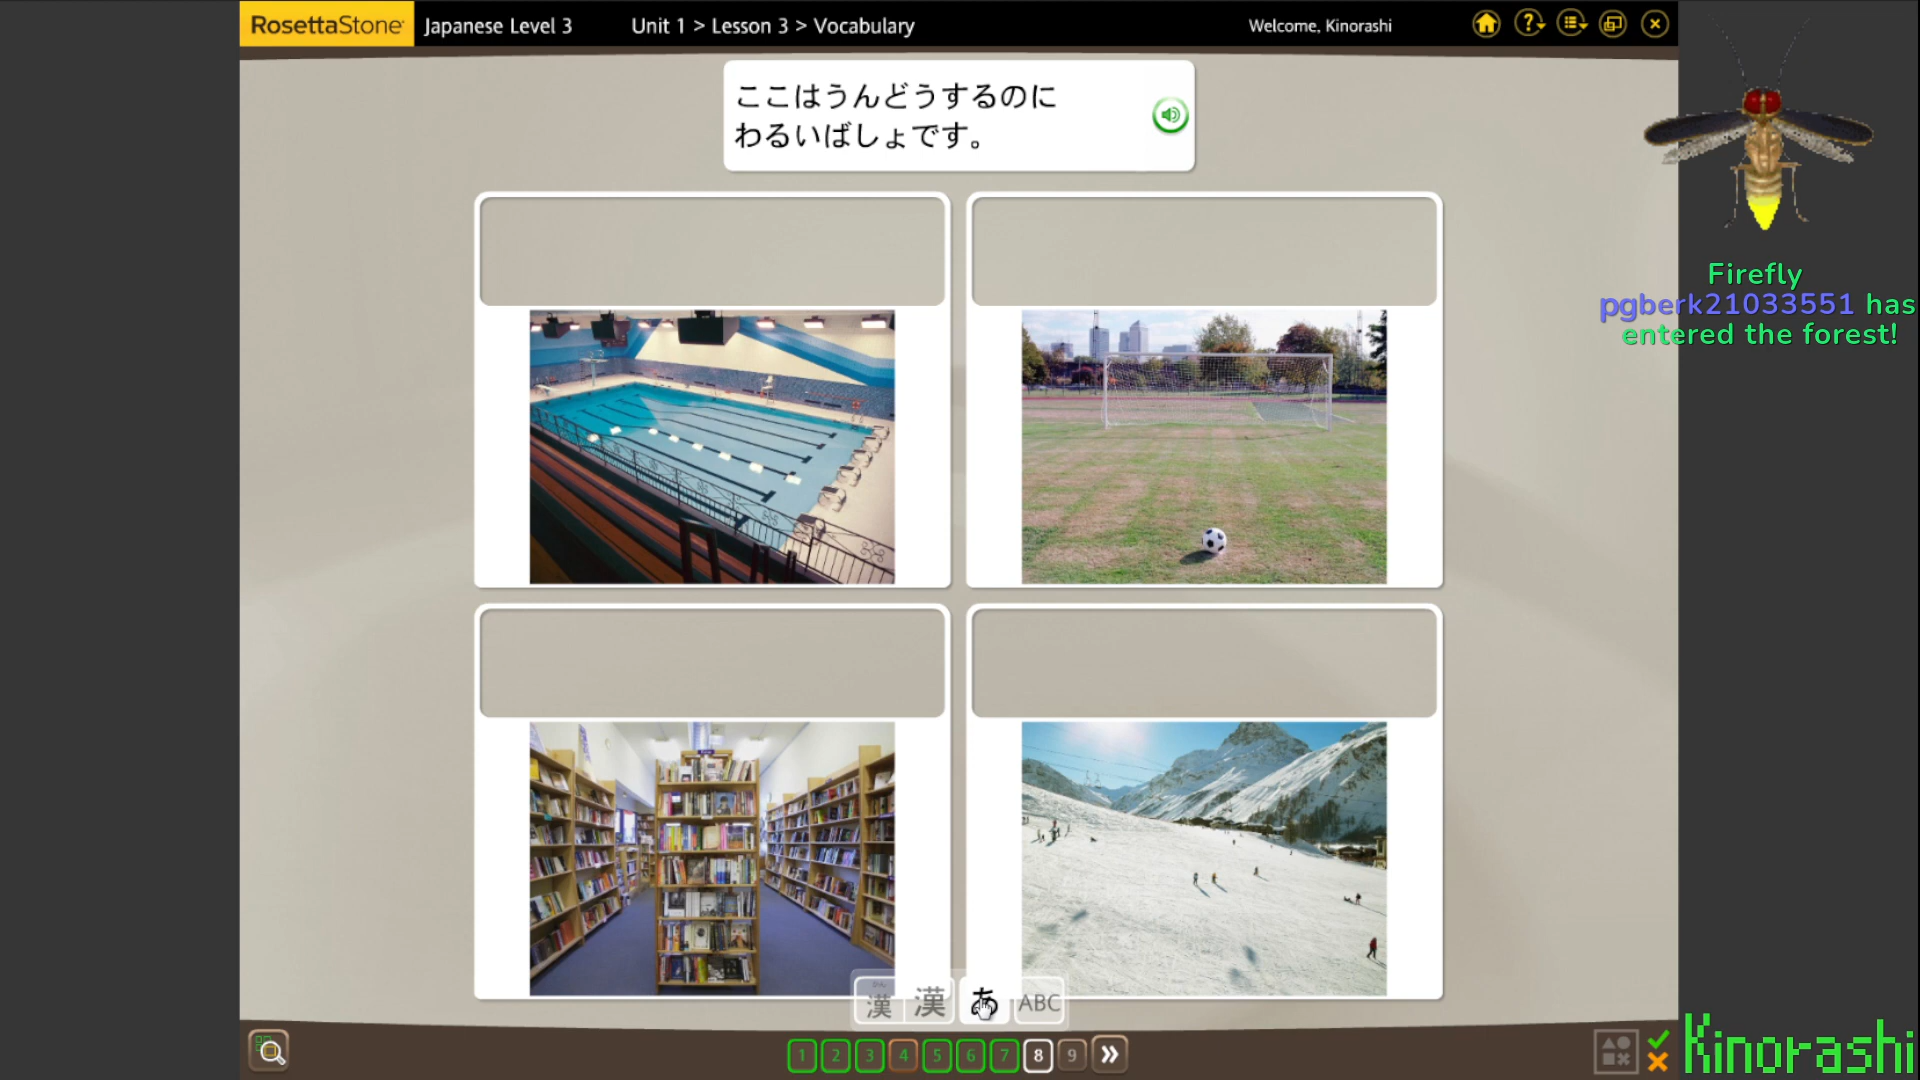 RosettaStone
Japanese Level 3
Unit 1 > Lesson 3 > Vocabulary
Welcome, Kinorashi
ここはうんどうするのに
わるいばしょです。
Firefly
pgberk21033551 has
entered the forest!
かん
漢 漢 あ ABC
1 2 3 4 5 6 7 8 9
Kinorashi